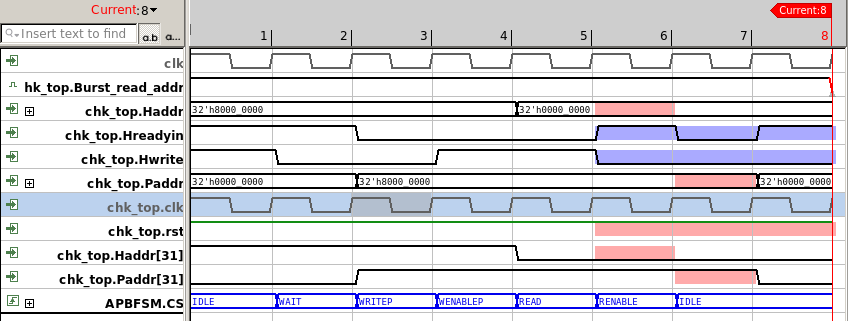 Current:8
Current:8
Insert text to find
a.b
a...
1 2 3 4 5 6 7 8
clk
hk_top.Burst_read_addr
chk_top.Haddr 32'h8000_0000 32'h0000_0000
chk_top.Hreadyin
chk_top.Hwrite
chk_top.Paddr 32'h0000_0000 32'h8000_0000 32'h0000_0000
chk_top.clk
chk_top.rst
chk_top.Haddr[31]
chk_top.Paddr[31]
APBFSM.CS IDLE WAIT WRITEP WENABLEP READ RENABLE IDLE